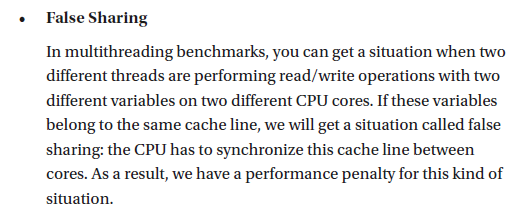 • False Sharing
In multithreading benchmarks, you can get a situation when two
different threads are performing read/write operations with two
different variables on two different CPU cores. If these variables
belong to the same cache line, we will get a situation called false
sharing: the CPU has to synchronize this cache line between
cores. As a result, we have a performance penalty for this kind of
situation.